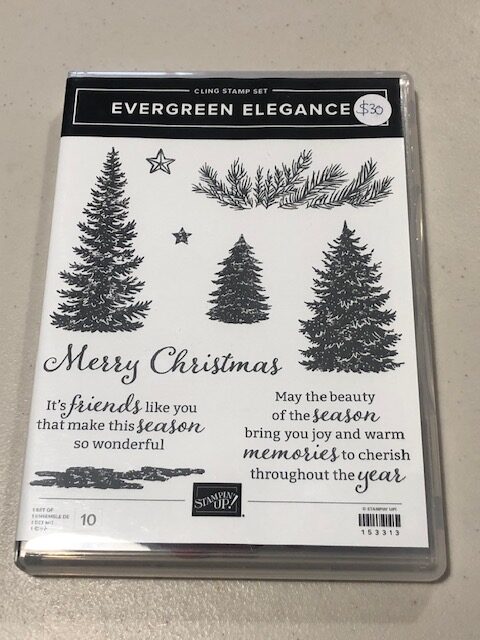 CLING STAMP SET
EVERGREEN ELEGANCE
$30
Merry Christmas
It's friends like you
that make this season
so wonderful
May the beauty
of the season
bring you joy and warm
memories to cherish
throughout the year
STAMPIN' UP!
10
© STAMPIN' UP!
153313